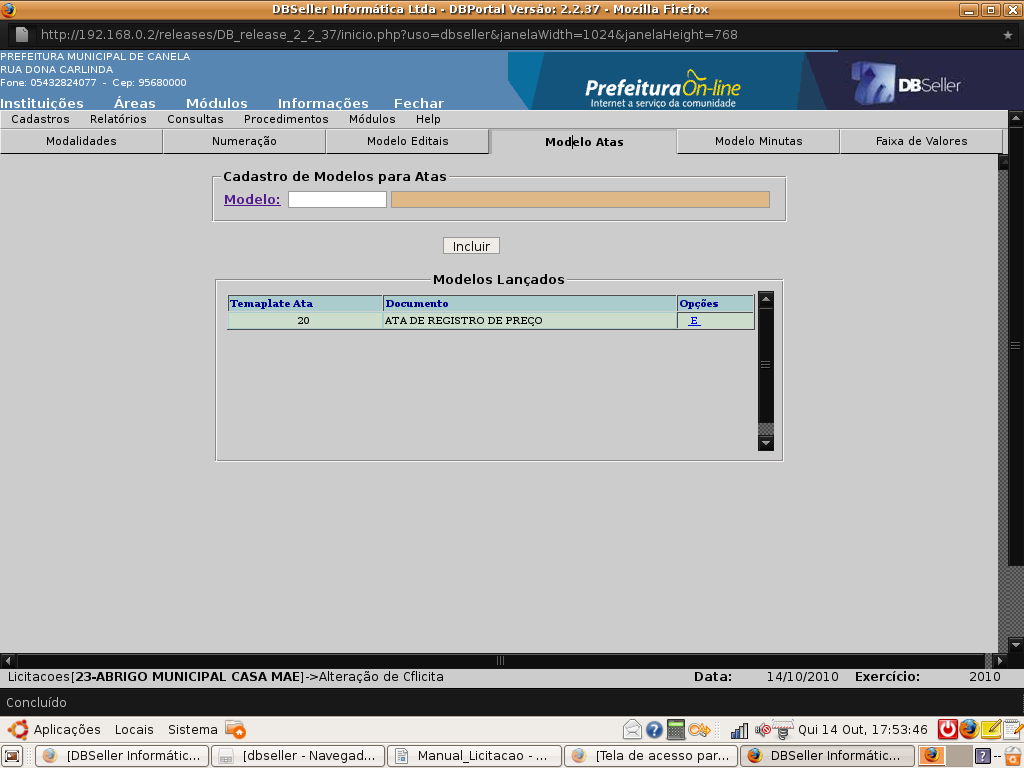 DBSeller Informática Ltda - DBPortal Versão: 2.2.37 - Mozilla Firefox
http://192.168.0.2/releases/DB_release_2_2_37/inicio.php?uso=dbseller&janelaWidth=1024&janelaHeight=768
PREFEITURA MUNICIPAL DE CANELA
RUA DONA CARLINDA
Fone: 05432824077 - Cep: 95680000
Prefeitura On-line
Internet a serviço da comunidade
DBSeller
Instituições Áreas Módulos Informações Fechar
Cadastros Relatórios Consultas Procedimentos Módulos Help
Modalidades Numeração Modelo Editais Modelo Atas Modelo Minutas Faixa de Valores
Cadastro de Modelos para Atas
Modelo:
Incluir
Modelos Lançados
Temaplate Ata Documento Opções
20 ATA DE REGISTRO DE PREÇO E
Licitacoes[23-ABRIGO MUNICIPAL CASA MAE]->Alteração de Cflicita Data: 14/10/2010 Exercício: 2010
Concluído
Aplicações Locais Sistema Qui 14 Out, 17:53:46
[DBSeller Informátic... [dbseller - Navegad... Manual_Licitacao - ... [Tela de acesso par... DBSeller Informátic...